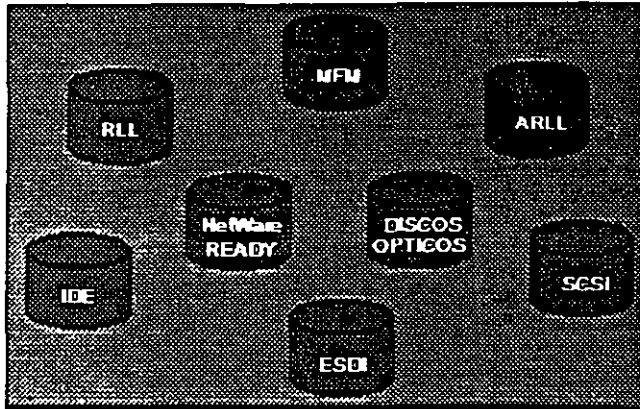 MFM
RLL
ARLL
NetWare
READY
DISCOS
OPTICOS
IDE
SCSI
ESDI